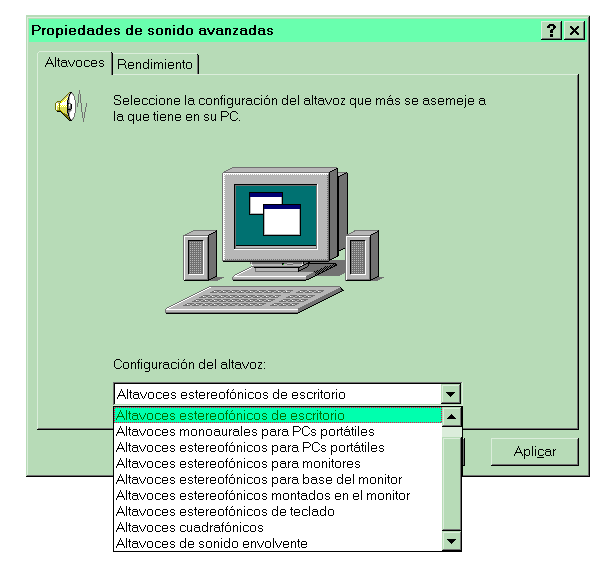 Propiedades de sonido avanzadas
Altavoces
Rendimiento
Seleccione la configuración del altavoz que más se asemeje a
la que tiene en su PC.
Configuración del altavoz:
Altavoces estereofónicos de escritorio
Altavoces estereofónicos de escritorio
Altavoces monoaurales para PCs portátiles
Altavoces estereofónicos para PCs portátiles
Altavoces estereofónicos para monitores
Altavoces estereofónicos para base del monitor
Altavoces estereofónicos montados en el monitor
Altavoces estereofónicos de teclado
Altavoces cuadrafónicos
Altavoces de sonido envolvente
Aplicar